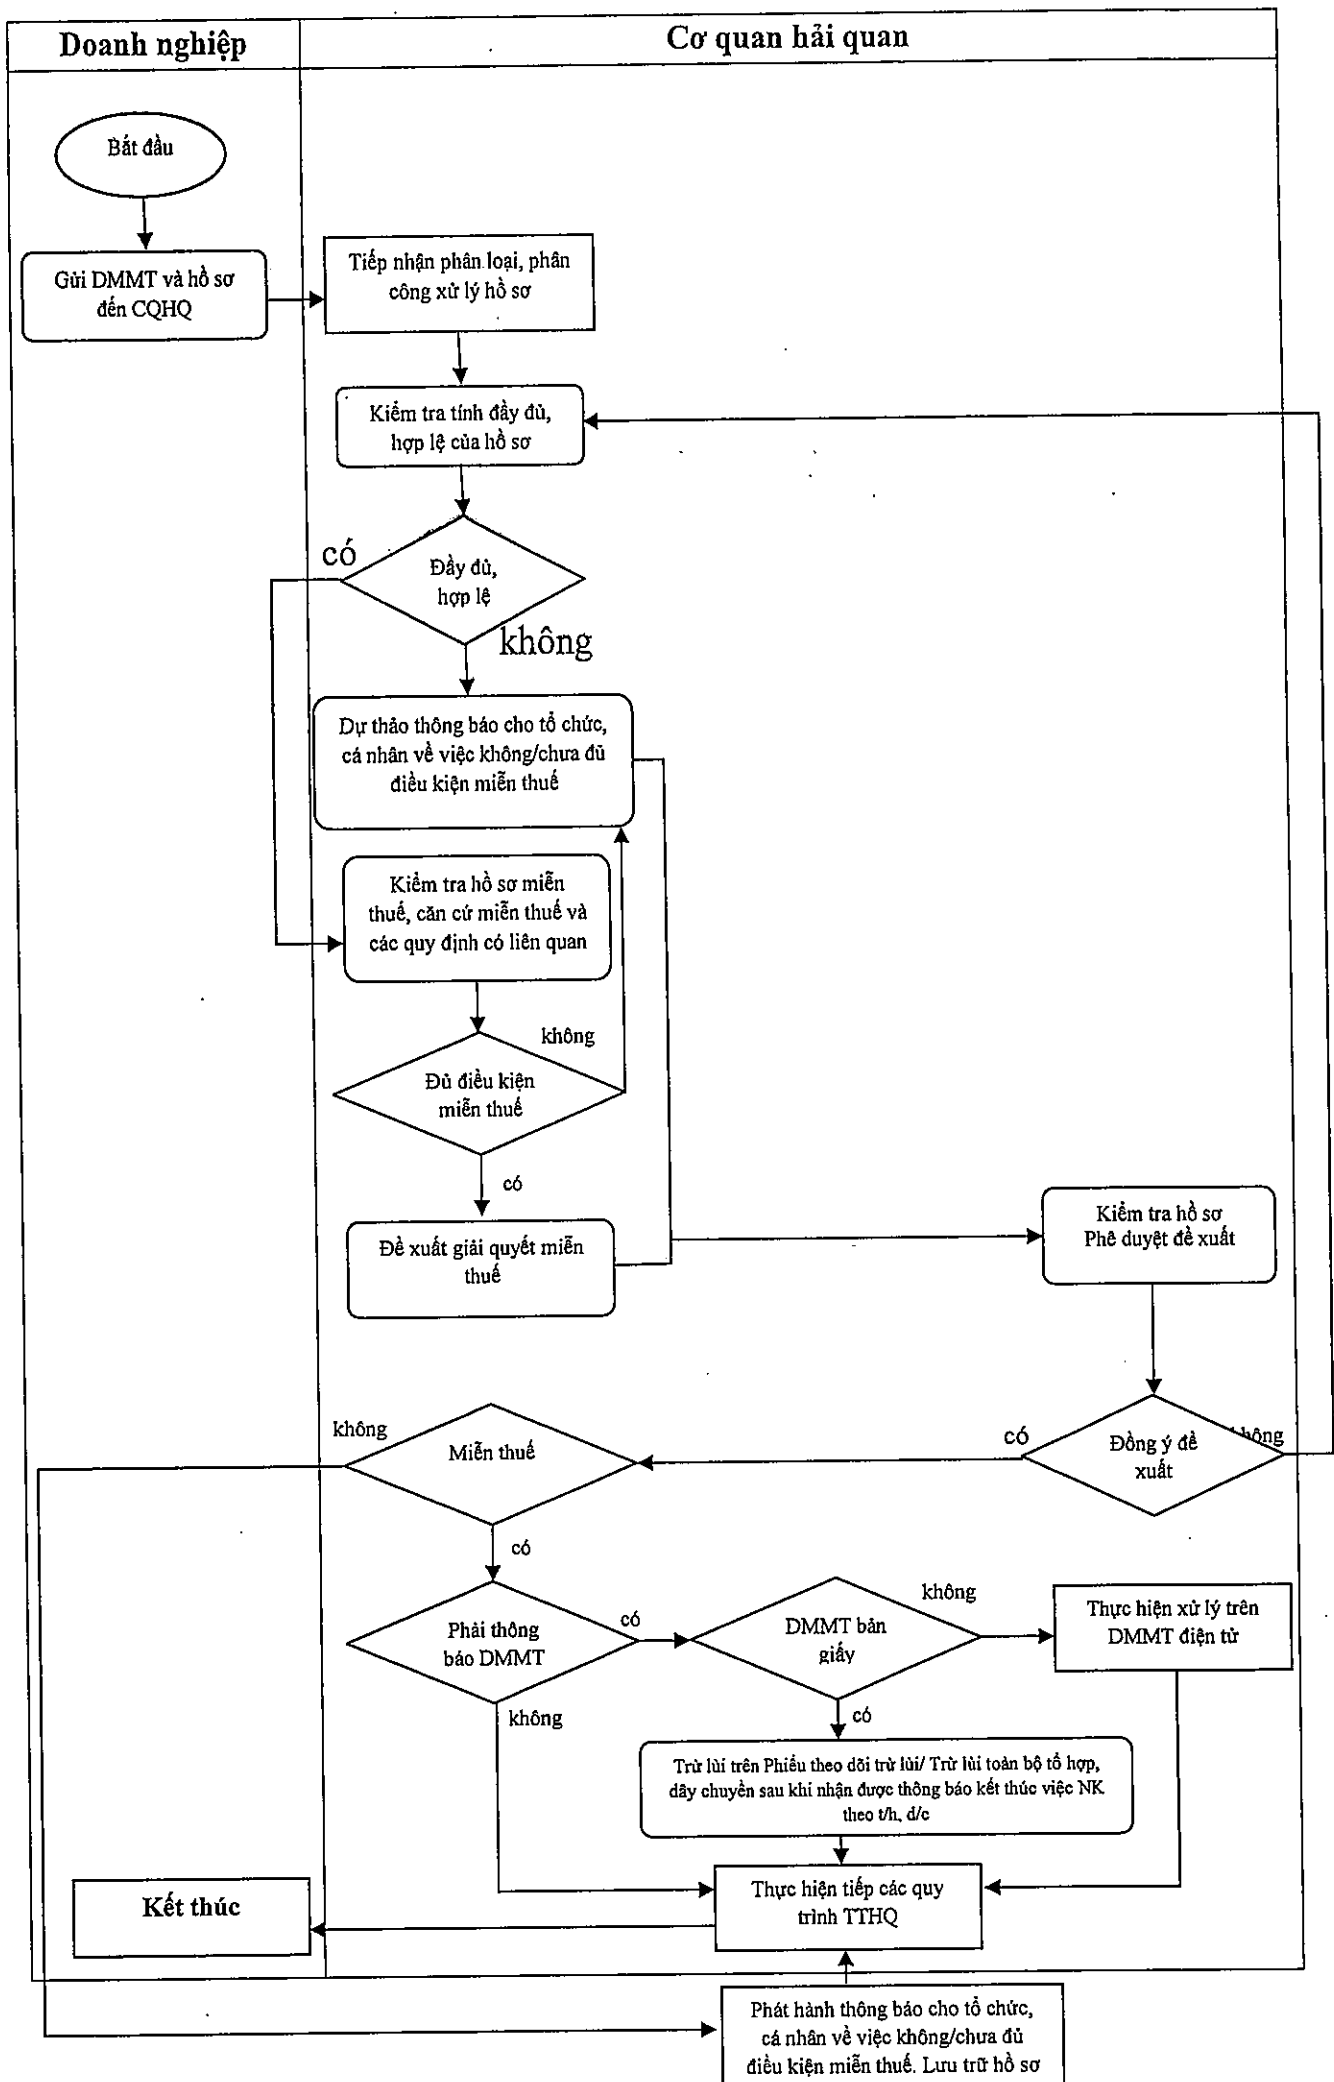 Doanh nghiệp
Cơ quan hải quan
Bắt đầu
Gửi DMMT và hồ sơ
đến CQHQ
Tiếp nhận phân loại, phân
công xử lý hồ sơ
Kiểm tra tính đầy đủ,
hợp lệ của hồ sơ
có
Đầy đủ,
hợp lệ
không
Dự thảo thông báo cho tổ chức,
cá nhân về việc không/chưa đủ
điều kiện miễn thuế
Kiểm tra hồ sơ miễn
thuế, căn cứ miễn thuế và
các quy định có liên quan
không
Đủ điều kiện
miễn thuế
có
Đề xuất giải quyết miễn
thuế
Kiểm tra hồ sơ
Phê duyệt đề xuất
không
Miễn thuế
có
Đồng ý đề
xuất
không
có
Phải thông
báo DMMT
có
không
DMMT bản
giấy
không
có
Thực hiện xử lý trên
DMMT điện tử
Trừ lùi trên Phiếu theo dõi trừ lùi/ Trừ lùi toàn bộ tổ hợp,
dây chuyền sau khi nhận được thông báo kết thúc việc NK
theo t/h, d/c
Kết thúc
Thực hiện tiếp các quy
trình TTHQ
Phát hành thông báo cho tổ chức,
cá nhân về việc không/chưa đủ
điều kiện miễn thuế. Lưu trữ hồ sơ